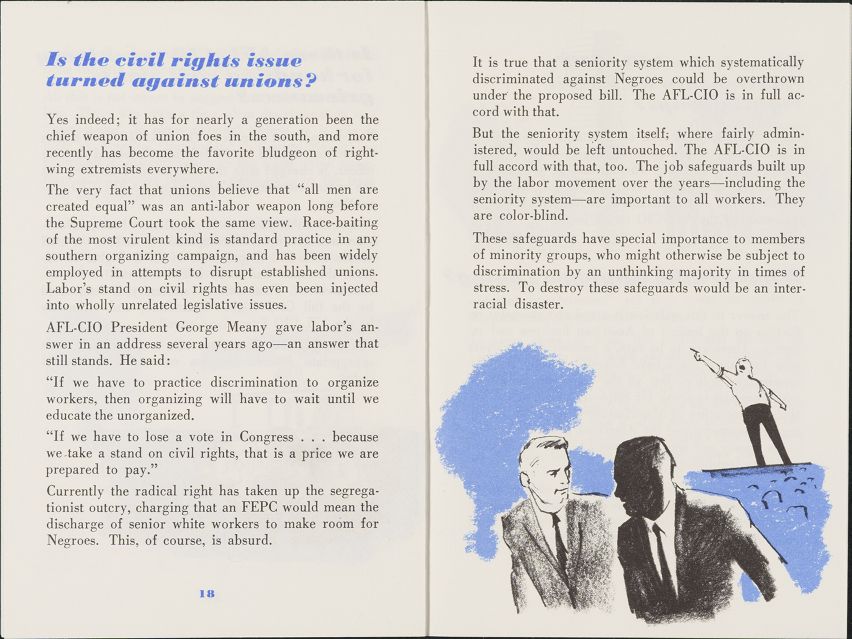 Is the civil rights issue
turned against unions?
Yes indeed; it has for nearly a generation been the
chief weapon of union foes in the south, and more
recently has become the favorite bludgeon of right-
wing extremists everywhere.
The very fact that unions believe that “all men are
created equal” was an anti-labor weapon long before
the Supreme Court took the same view. Race-baiting
of the most virulent kind is standard practice in any
southern organizing campaign, and has been widely
employed in attempts to disrupt established unions.
Labor’s stand on civil rights has even been injected
into wholly unrelated legislative issues.
AFL-CIO President George Meany gave labor’s an-
swer in an address several years ago—an answer that
still stands. He said:
“If we have to practice discrimination to organize
workers, then organizing will have to wait until we
educate the unorganized.
“If we have to lose a vote in Congress . . . because
we take a stand on civil rights, that is a price we are
prepared to pay.”
Currently the radical right has taken up the segrega-
tionist outcry, charging that an FEPC would mean the
discharge of senior white workers to make room for
Negroes. This, of course, is absurd.
18
It is true that a seniority system which systematically
discriminated against Negroes could be overthrown
under the proposed bill. The AFL-CIO is in full ac-
cord with that.
But the seniority system itself; where fairly admin-
istered, would be left untouched. The AFL-CIO is in
full accord with that, too. The job safeguards built up
by the labor movement over the years—including the
seniority system—are important to all workers. They
are color-blind.
These safeguards have special importance to members
of minority groups, who might otherwise be subject to
discrimination by an unthinking majority in times of
stress. To destroy these safeguards would be an inter-
racial disaster.